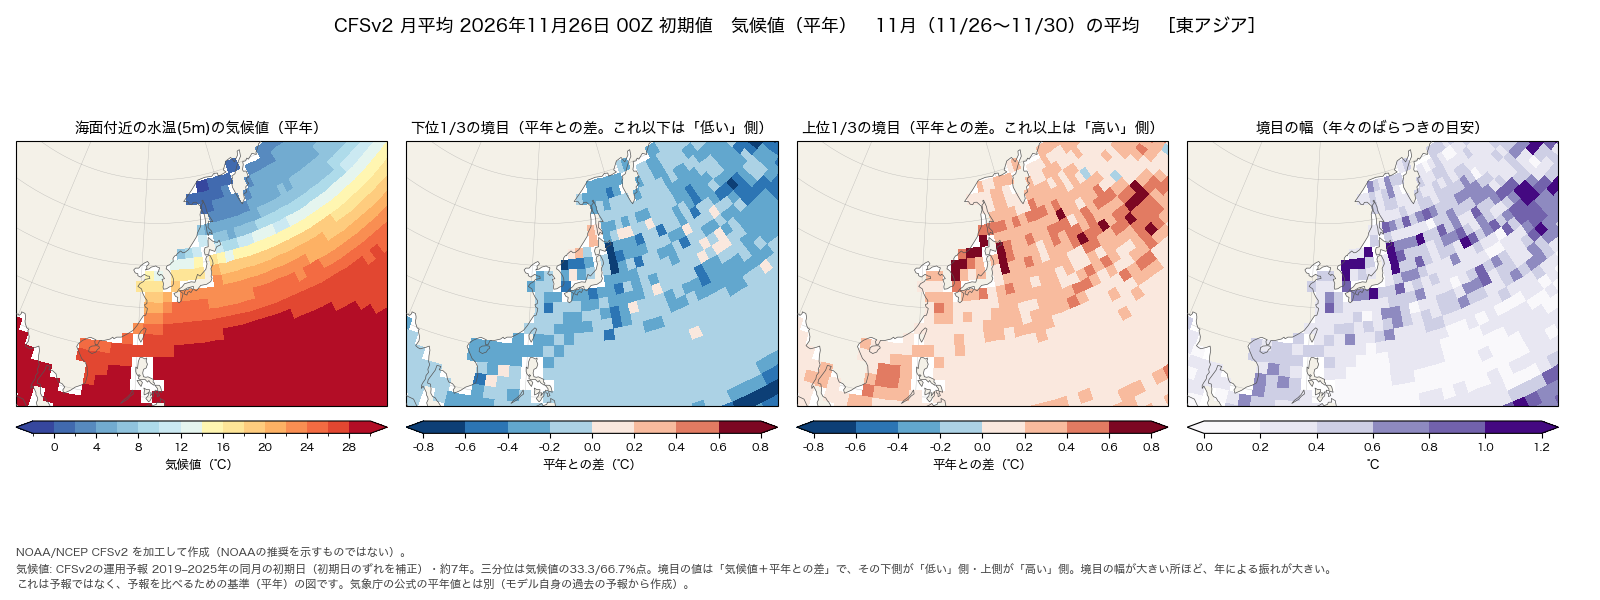 CFSv2 月平均 2026年11月26日 00Z 初期値　気候値（平年）　11月（11/26～11/30）の平均　［東アジア］
海面付近の水温(5m)の気候値（平年）
下位1/3の境目（平年との差。これ以下は「低い」側）
上位1/3の境目（平年との差。これ以上は「高い」側）
境目の幅（年々のばらつきの目安）
0 4 8 12 16 20 24 28
気候値（℃）
-0.8 -0.6 -0.4 -0.2 0.0 0.2 0.4 0.6 0.8
平年との差（℃）
-0.8 -0.6 -0.4 -0.2 0.0 0.2 0.4 0.6 0.8
平年との差（℃）
0.0 0.2 0.4 0.6 0.8 1.0 1.2
℃
NOAA/NCEP CFSv2 を加工して作成（NOAAの推奨を示すものではない）。
気候値: CFSv2の運用予報 2019–2025年の同月の初期日（初期日のずれを補正）・約7年。三分位は気候値の33.3/66.7%点。境目の値は「気候値＋平年との差」で、その下側が「低い」側・上側が「高い」側。境目の幅が大きい所ほど、年による振れが大きい。
これは予報ではなく、予報を比べるための基準（平年）の図です。気象庁の公式の平年値とは別（モデル自身の過去の予報から作成）。